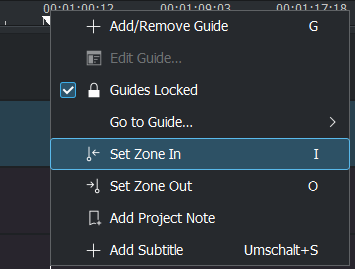 00:01:00:12 00:01:09:03 00:01:17:18
Add/Remove Guide G
Edit Guide...
Guides Locked
Go to Guide...
Set Zone In I
Set Zone Out O
Add Project Note
Add Subtitle Umschalt+S